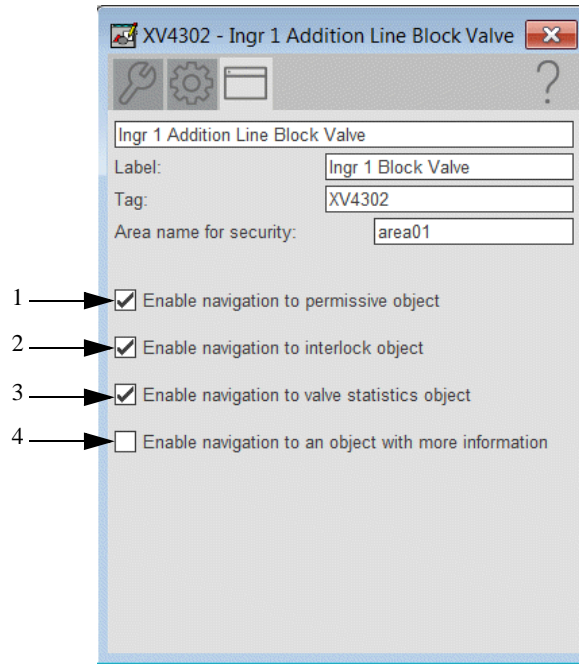 XV4302 - Ingr 1 Addition Line Block Valve
?
Ingr 1 Addition Line Block Valve
Label: Ingr 1 Block Valve
Tag: XV4302
Area name for security: area01
1 Enable navigation to permissive object
2 Enable navigation to interlock object
3 Enable navigation to valve statistics object
4 Enable navigation to an object with more information